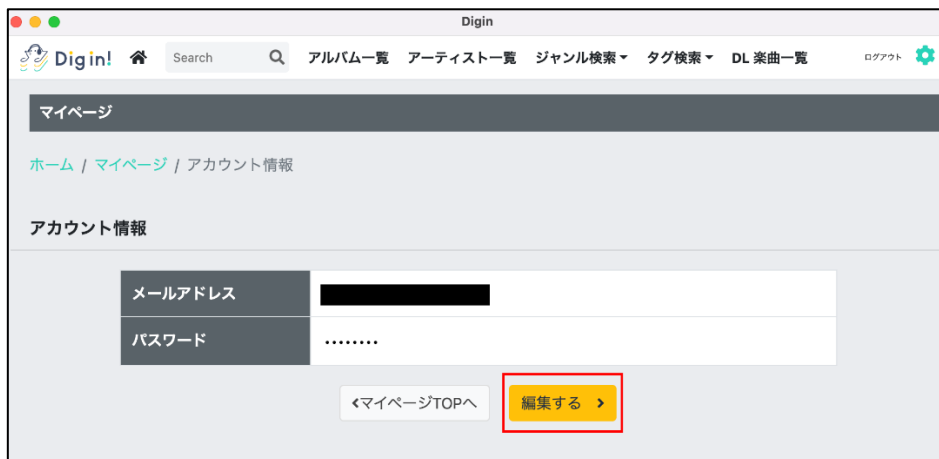 Digin
Digin! Search アルバム一覧 アーティスト一覧 ジャンル検索 タグ検索 DL 楽曲一覧 ログアウト
マイページ
ホーム / マイページ / アカウント情報
アカウント情報
メールアドレス
パスワード ........
<マイページTOPへ 編集する >